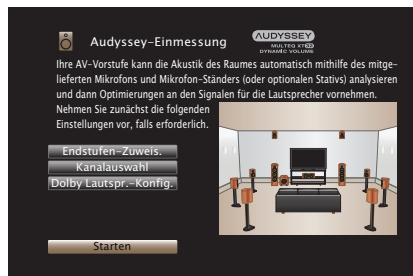 Audyssey-Einmessung
AUDYSSEY
MULTEQ XT32
DYNAMIC VOLUME
Ihre AV-Vorstufe kann die Akustik des Raumes automatisch mithilfe des mitge-
lieferten Mikrofons und Mikrofon-Ständers (oder optionalen Stativs) analysieren
und dann Optimierungen an den Signalen für die Lautsprecher vornehmen.
Nehmen Sie zunächst die folgenden
Einstellungen vor, falls erforderlich.
Endstufen-Zuweis.
Kanalauswahl
Dolby Lautspr.-Konfig.
Starten